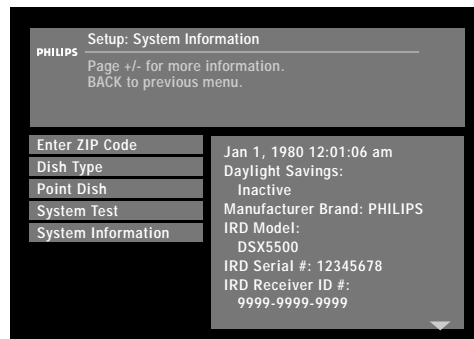 Setup: System Information
PHILIPS
Page +/- for more information.
BACK to previous menu.
Enter ZIP Code
Dish Type
Point Dish
System Test
System Information
Jan 1, 1980 12:01:06 am
Daylight Savings:
Inactive
Manufacturer Brand: PHILIPS
IRD Model:
DSX5500
IRD Serial #: 12345678
IRD Receiver ID #:
9999-9999-9999